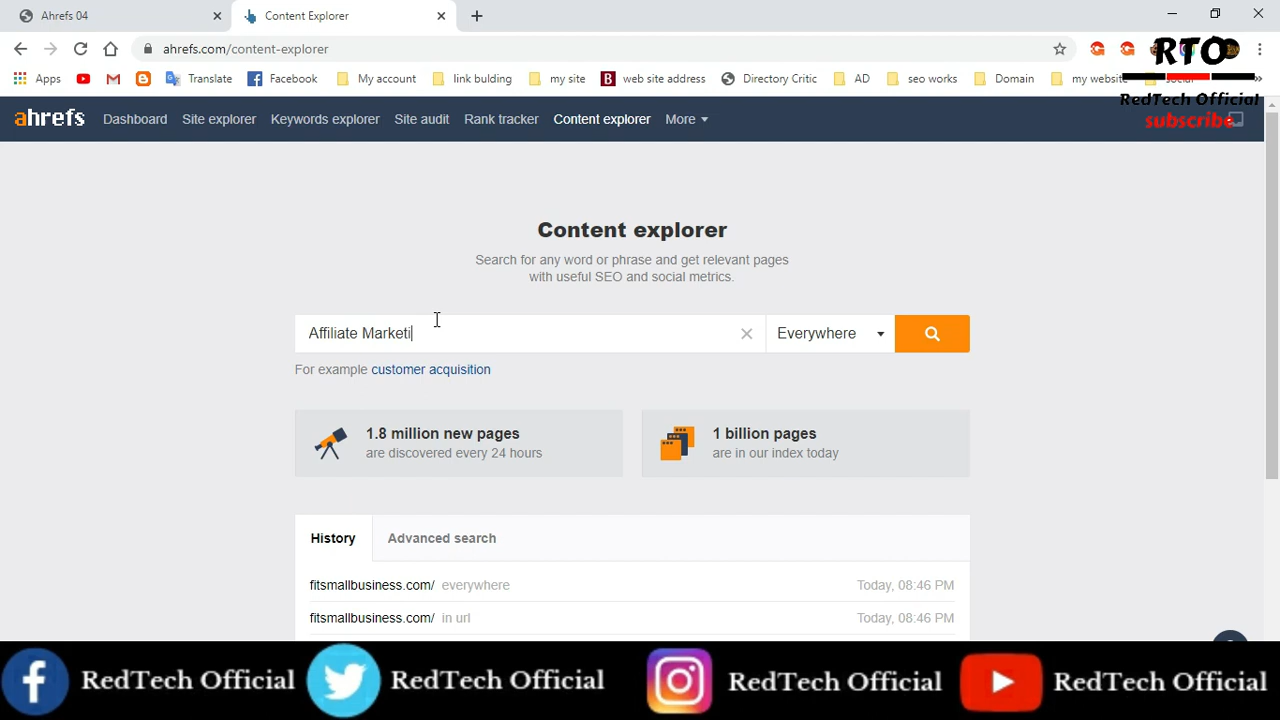 Ahrefs 04
Content Explorer
ahrefs.com/content-explorer
RTO
Apps
Translate
Facebook
My account
link bulding
my site
B
web site address
Directory Critic
AD
seo works
Domain
my website
social
RedTech Official
subscribe
ahrefs
Dashboard
Site explorer
Keywords explorer
Site audit
Rank tracker
Content explorer
More
Content explorer
Search for any word or phrase and get relevant pages
with useful SEO and social metrics.
Affiliate Marketi
Everywhere
For example customer acquisition
1.8 million new pages
are discovered every 24 hours
1 billion pages
are in our index today
History
Advanced search
fitsmallbusiness.com/ everywhere
Today, 08:46 PM
fitsmallbusiness.com/ in url
Today, 08:46 PM
RedTech Official
RedTech Official
RedTech Official
RedTech Official